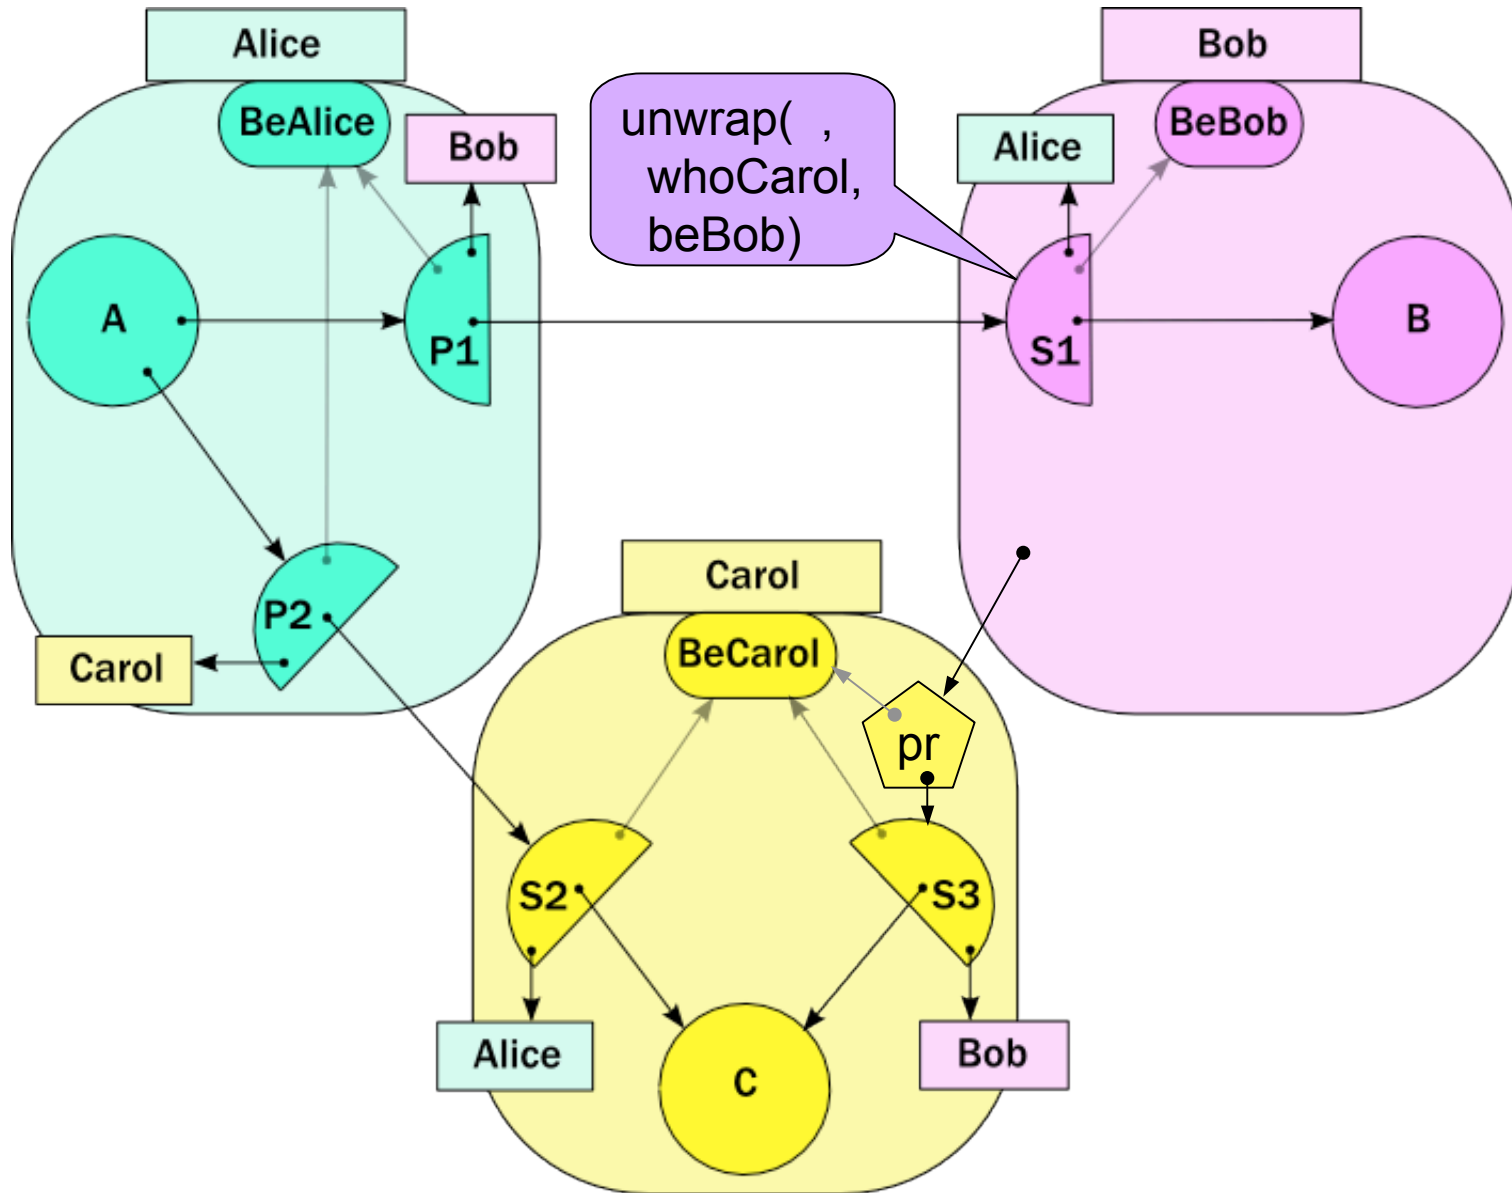 Alice
Bob
BeAlice
Bob
unwrap(  ,
whoCarol,
beBob)
Alice
BeBob
A
P1
S1
B
P2
Carol
Carol
BeCarol
pr
S2
S3
Alice
C
Bob